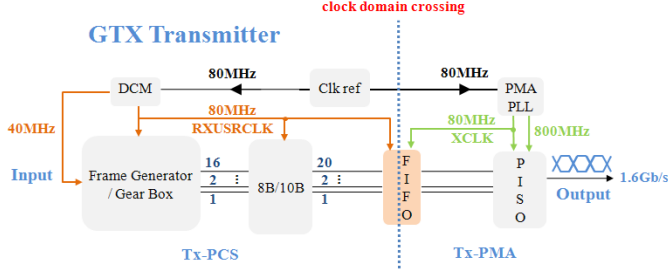 clock domain crossing
GTX Transmitter
80MHz
80MHz
DCM
Clk ref
PMA
PLL
40MHz
80MHz
RXUSRCLK
80MHz
XCLK
800MHz
Input
Frame Generator
/ Gear Box
16
2
1
8B/10B
20
2
1
F
I
F
O
P
I
S
O
1.6Gb/s
Output
Tx-PCS
Tx-PMA